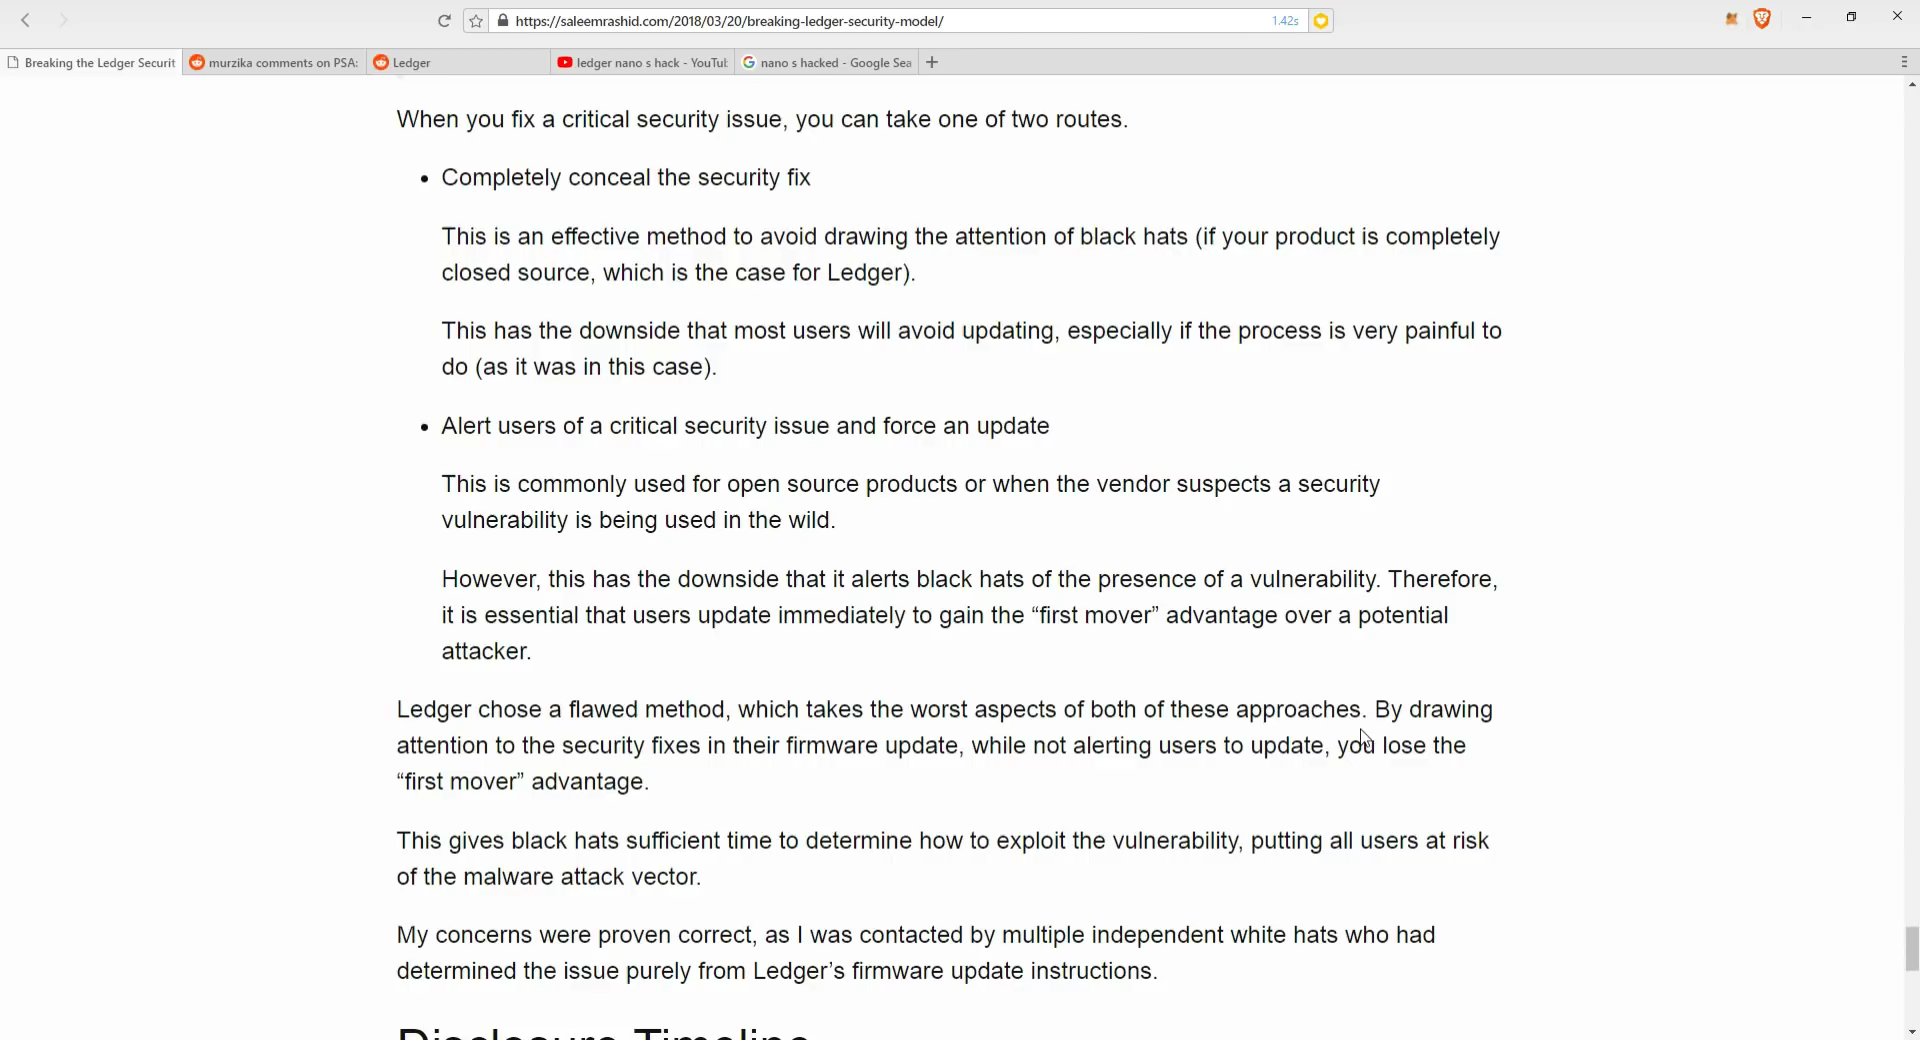 https://saleemrashid.com/2018/03/20/breaking-ledger-security-model/
1.42s
Breaking the Ledger Securit
murzika comments on PSA:
Ledger
ledger nano s hack - YouTul
nano s hacked - Google Sea
When you fix a critical security issue, you can take one of two routes.
• Completely conceal the security fix
This is an effective method to avoid drawing the attention of black hats (if your product is completely
closed source, which is the case for Ledger).
This has the downside that most users will avoid updating, especially if the process is very painful to
do (as it was in this case).
• Alert users of a critical security issue and force an update
This is commonly used for open source products or when the vendor suspects a security
vulnerability is being used in the wild.
However, this has the downside that it alerts black hats of the presence of a vulnerability. Therefore,
it is essential that users update immediately to gain the “first mover” advantage over a potential
attacker.
Ledger chose a flawed method, which takes the worst aspects of both of these approaches. By drawing
attention to the security fixes in their firmware update, while not alerting users to update, you lose the
“first mover” advantage.
This gives black hats sufficient time to determine how to exploit the vulnerability, putting all users at risk
of the malware attack vector.
My concerns were proven correct, as I was contacted by multiple independent white hats who had
determined the issue purely from Ledger’s firmware update instructions.
Disclosure Timeline